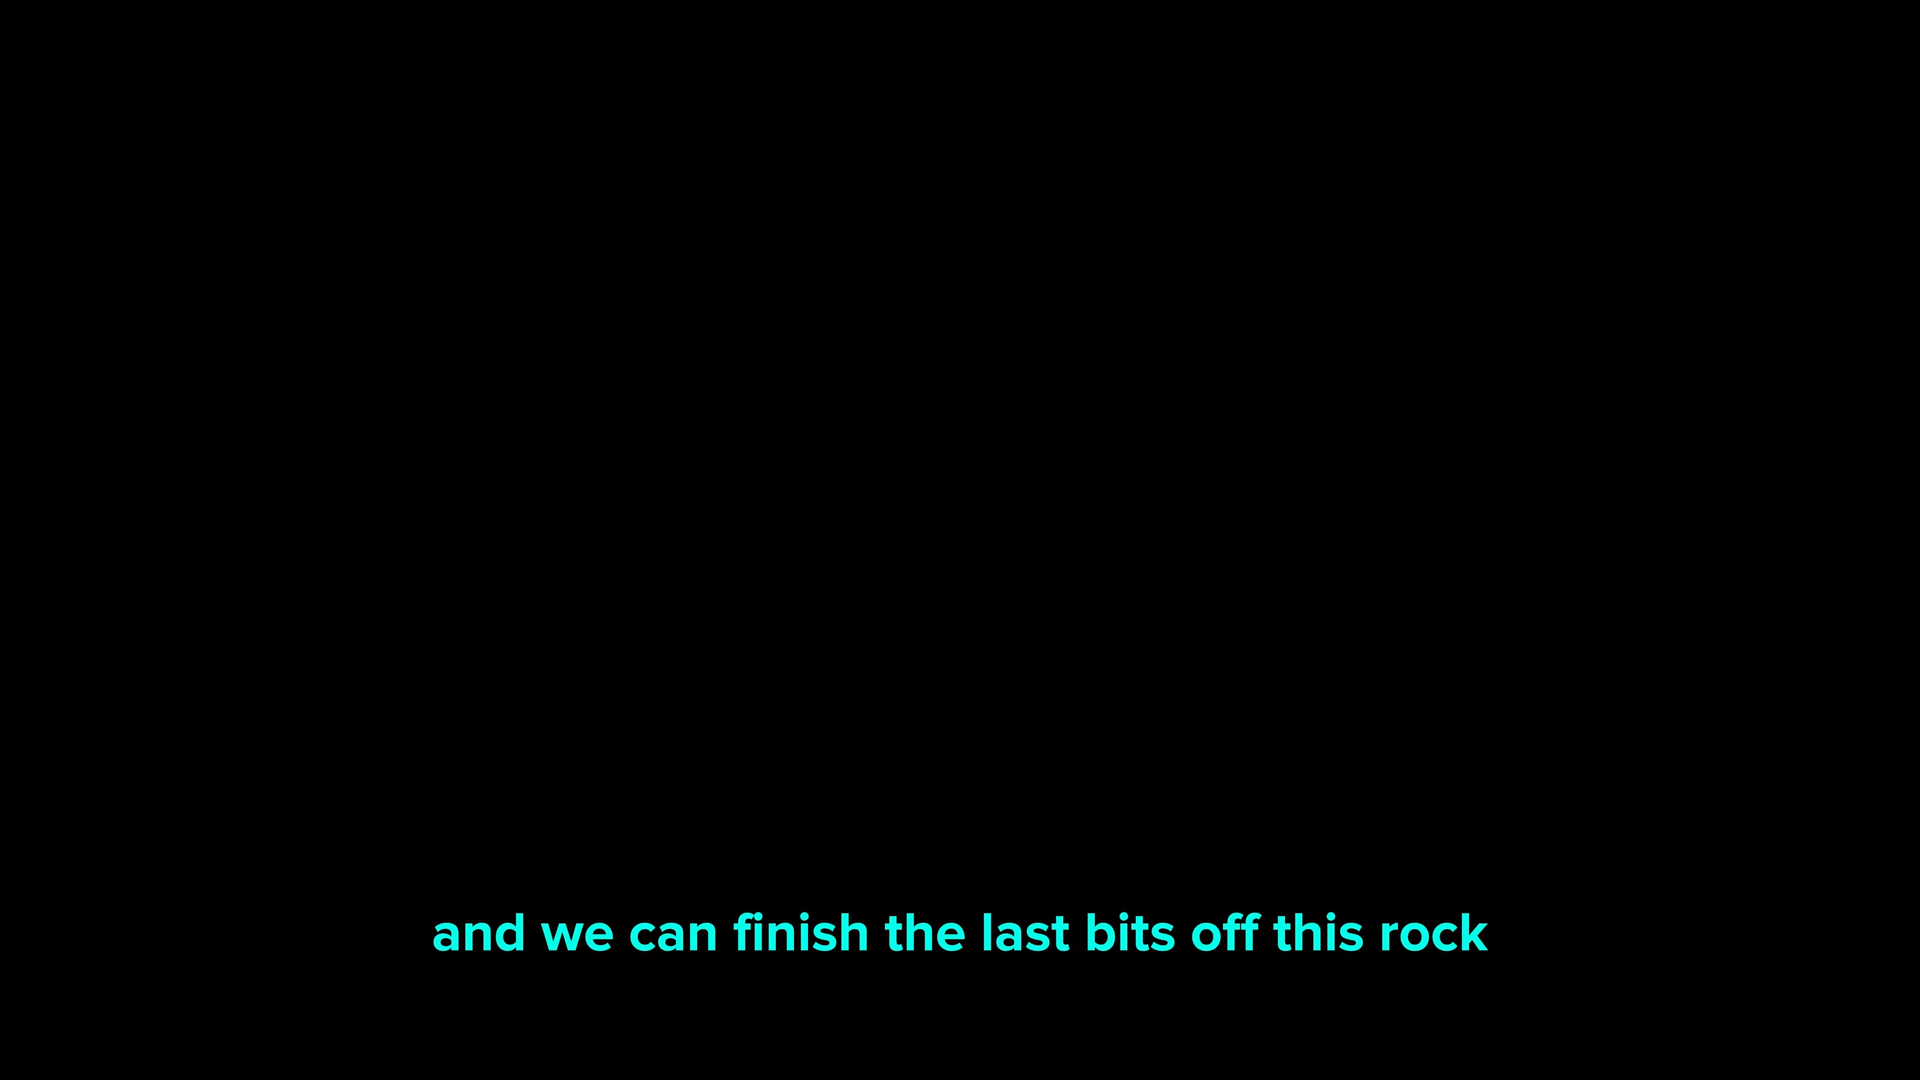 and we can finish the last bits off this rock